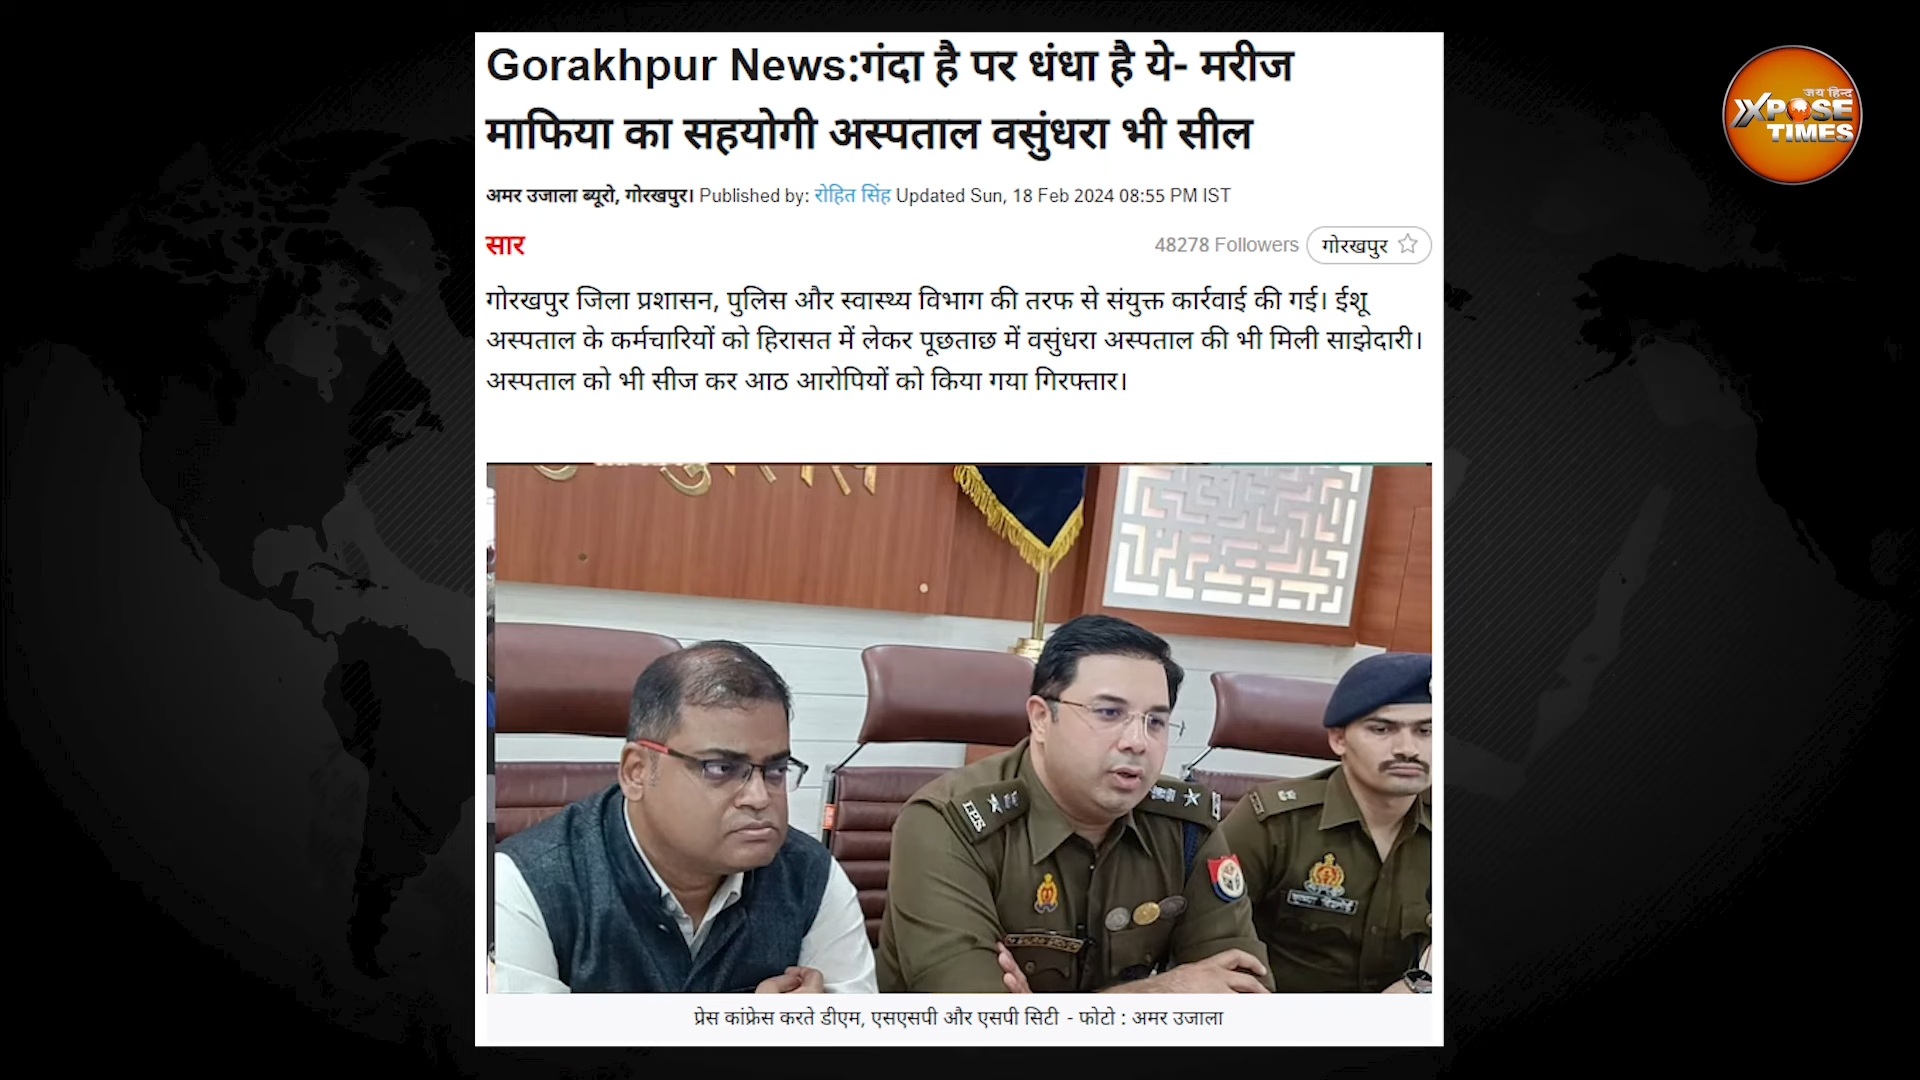 Gorakhpur News:गंदा है पर धंधा है ये- मरीज
माफिया का सहयोगी अस्पताल वसुंधरा भी सील
अमर उजाला ब्यूरो, गोरखपुर। Published by: रोहित सिंह Updated Sun, 18 Feb 2024 08:55 PM IST
सार
48278 Followers गोरखपुर
गोरखपुर जिला प्रशासन, पुलिस और स्वास्थ्य विभाग की तरफ से संयुक्त कार्रवाई की गई। ईशू
अस्पताल के कर्मचारियों को हिरासत में लेकर पूछताछ में वसुंधरा अस्पताल की भी मिली साझेदारी।
अस्पताल को भी सीज कर आठ आरोपियों को किया गया गिरफ्तार।
IPS
प्रेस कांफ्रेस करते डीएम, एसएसपी और एसपी सिटी - फोटो : अमर उजाला
जय हिन्द
XPOSE
TIMES